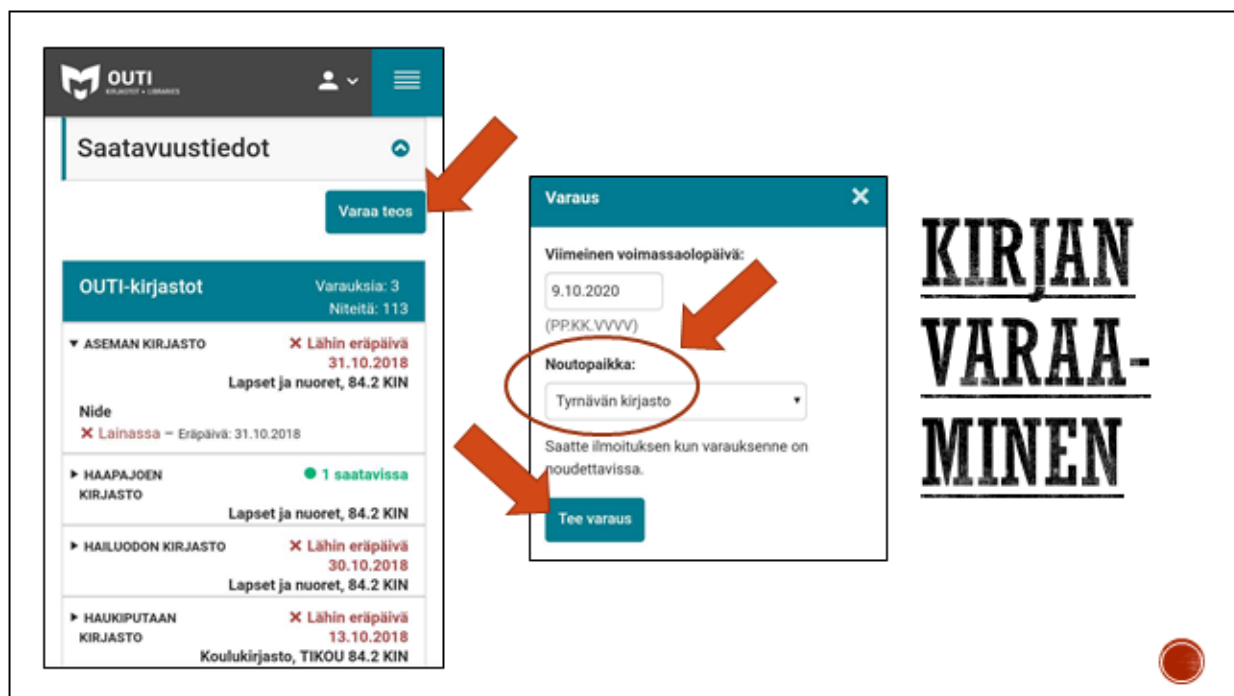 OUTI
KIRJASTOT • LIBRARIES
Saatavuustiedot
Varaa teos
OUTI-kirjastot
Varauksia: 3
Niteitä: 113
ASEMAN KIRJASTO
Lähin eräpäivä
31.10.2018
Lapset ja nuoret, 84.2 KIN
Nide
Lainassa – Eräpäivä: 31.10.2018
HAAPAJOEN
KIRJASTO
1 saatavissa
Lapset ja nuoret, 84.2 KIN
HAILUODON KIRJASTO
Lähin eräpäivä
30.10.2018
Lapset ja nuoret, 84.2 KIN
HAUKIPUTAAN
KIRJASTO
Lähin eräpäivä
13.10.2018
Koulukirjasto, TIKOU 84.2 KIN
Varaus
Viimeinen voimassaolopäivä:
9.10.2020
(PP.KK.VVVV)
Noutopaikka:
Tyrnävän kirjasto
Saatte ilmoituksen kun varauksenne on
noudettavissa.
Tee varaus
KIRJAN
VARAA-
MINEN